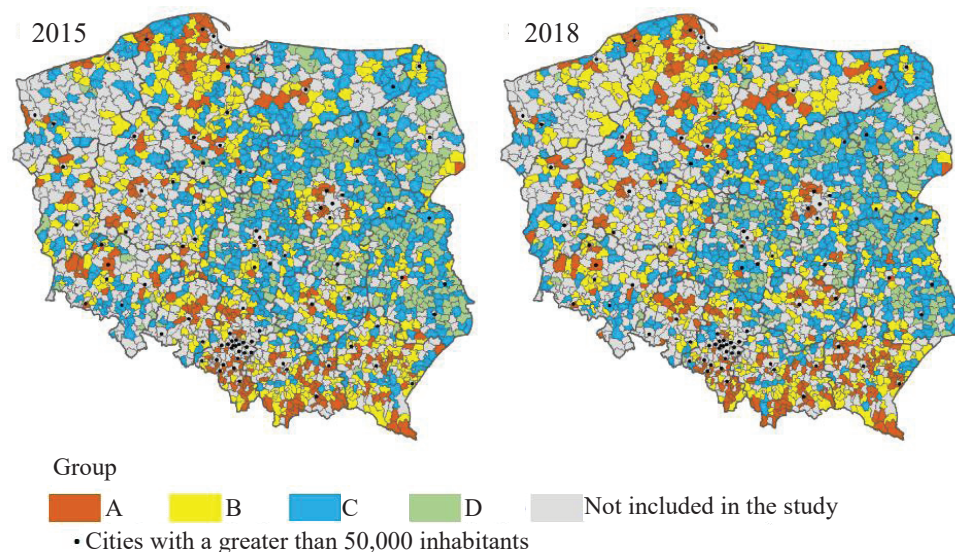 2015
2018
Group
A B C D Not included in the study
• Cities with a greater than 50,000 inhabitants